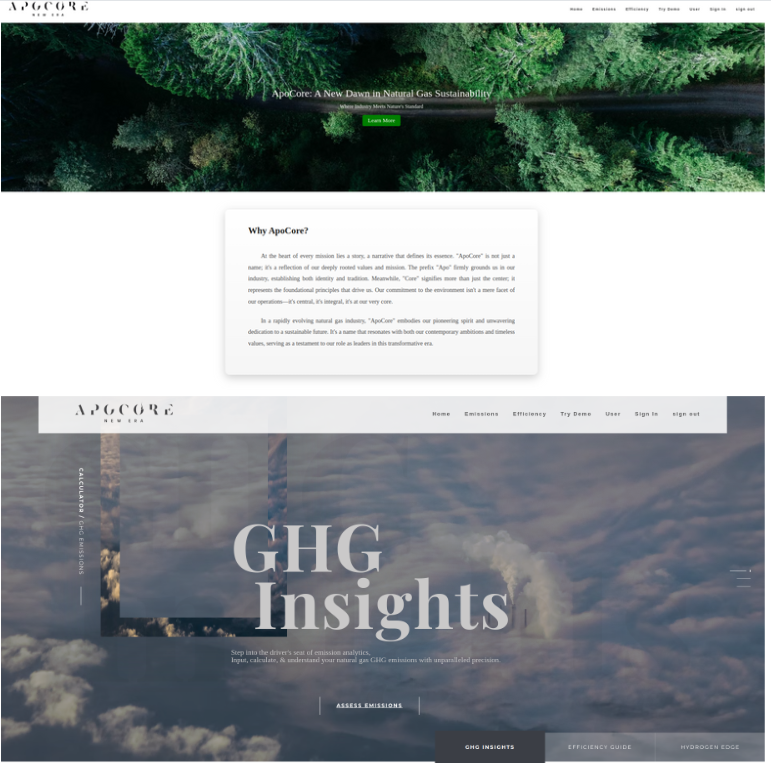 APOCORE
NEW ERA
Home Emissions Efficiency Try Demo User Sign In sign out
ApoCore: A New Dawn in Natural Gas Sustainability
Where Industry Meets Nature's Standard
Learn More
Why ApoCore?
At the heart of every mission lies a story, a narrative that defines its essence. "ApoCore" is not just a
name; it's a reflection of our deeply rooted values and mission. The prefix "Apo" firmly grounds us in our
industry, establishing both identity and tradition. Meanwhile, "Core" signifies more than just the center; it
represents the foundational principles that drive us. Our commitment to the environment isn't a mere facet of
our operations—it's central, it's integral, it's at our very core.
In a rapidly evolving natural gas industry, "ApoCore" embodies our pioneering spirit and unwavering
dedication to a sustainable future. It's a name that resonates with both our contemporary ambitions and timeless
values, serving as a testament to our role as leaders in this transformative era.
APOCORE
NEW ERA
Home Emissions Efficiency Try Demo User Sign In sign out
CALCULATOR / GHG EMISSIONS
GHG
Insights
Step into the driver's seat of emission analytics.
Input, calculate, & understand your natural gas GHG emissions with unparalleled precision.
ASSESS EMISSIONS
GHG INSIGHTS EFFICIENCY GUIDE HYDROGEN EDGE